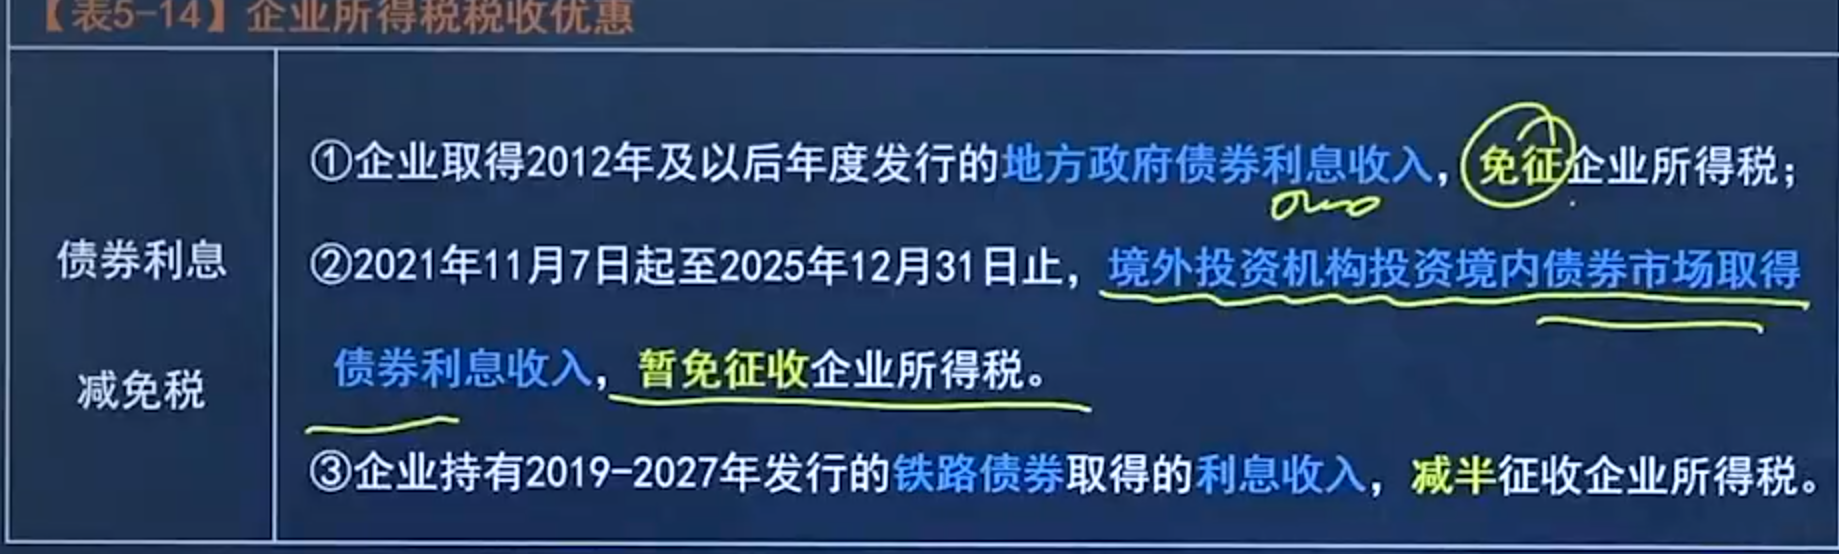 【表5-14】企业所得税税收优惠
债券利息
减免税
①企业取得2012年及以后年度发行的地方政府债券利息收入，免征企业所得税；
②2021年11月7日起至2025年12月31日止，境外投资机构投资境内债券市场取得
债券利息收入，暂免征收企业所得税。
③企业持有2019-2027年发行的铁路债券取得的利息收入，减半征收企业所得税。